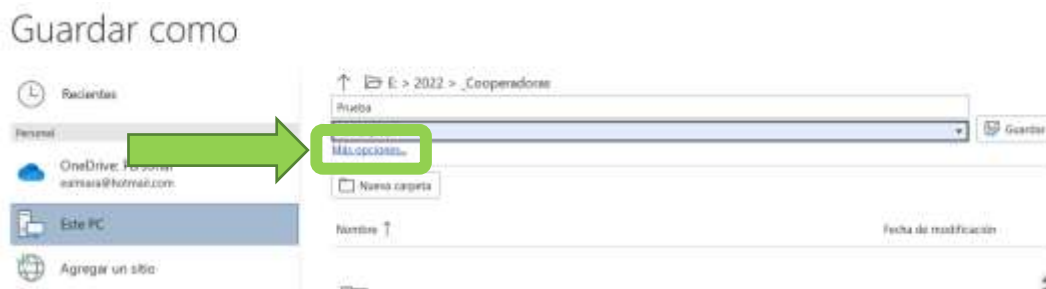 Guardar como
Recientes
↑ E: > 2022 > _Cooperadoras
Prueba
Guardar
Personal
Más opciones...
OneDrive: Personal
Nueva carpeta
Este PC
Nombre ↑
Fecha de modificación
Agregar un sitio